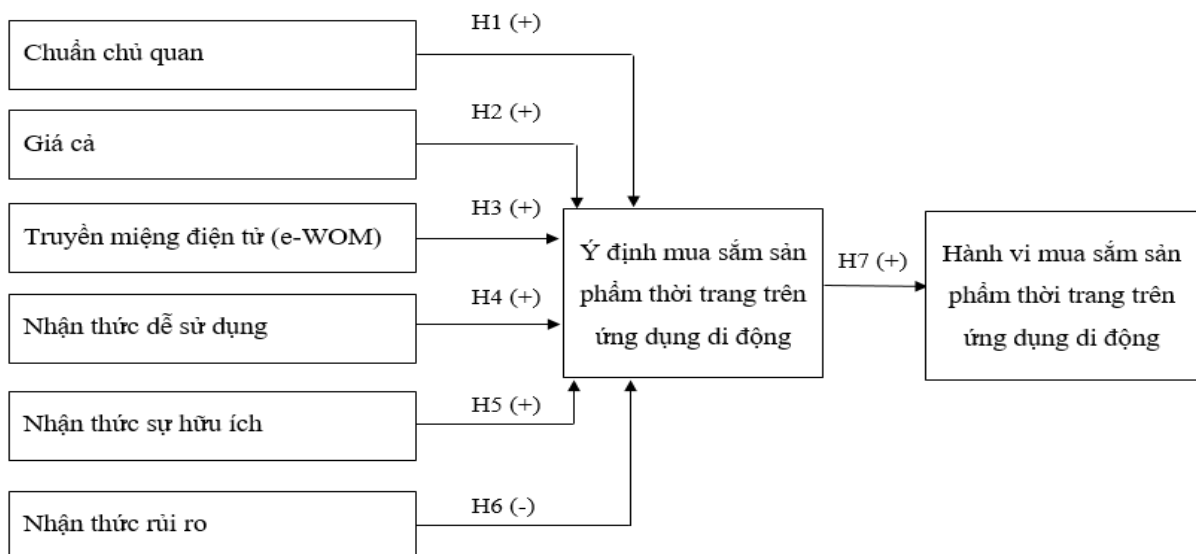 H1 (+)
Chuẩn chủ quan
H2 (+)
Giá cả
H3 (+)
Truyền miệng điện tử (e-WOM)
H4 (+)
Nhận thức dễ sử dụng
H5 (+)
Nhận thức sự hữu ích
H6 (-)
Nhận thức rủi ro
Ý định mua sắm sản
phẩm thời trang trên
ứng dụng di động
H7 (+)
Hành vi mua sắm sản
phẩm thời trang trên
ứng dụng di động